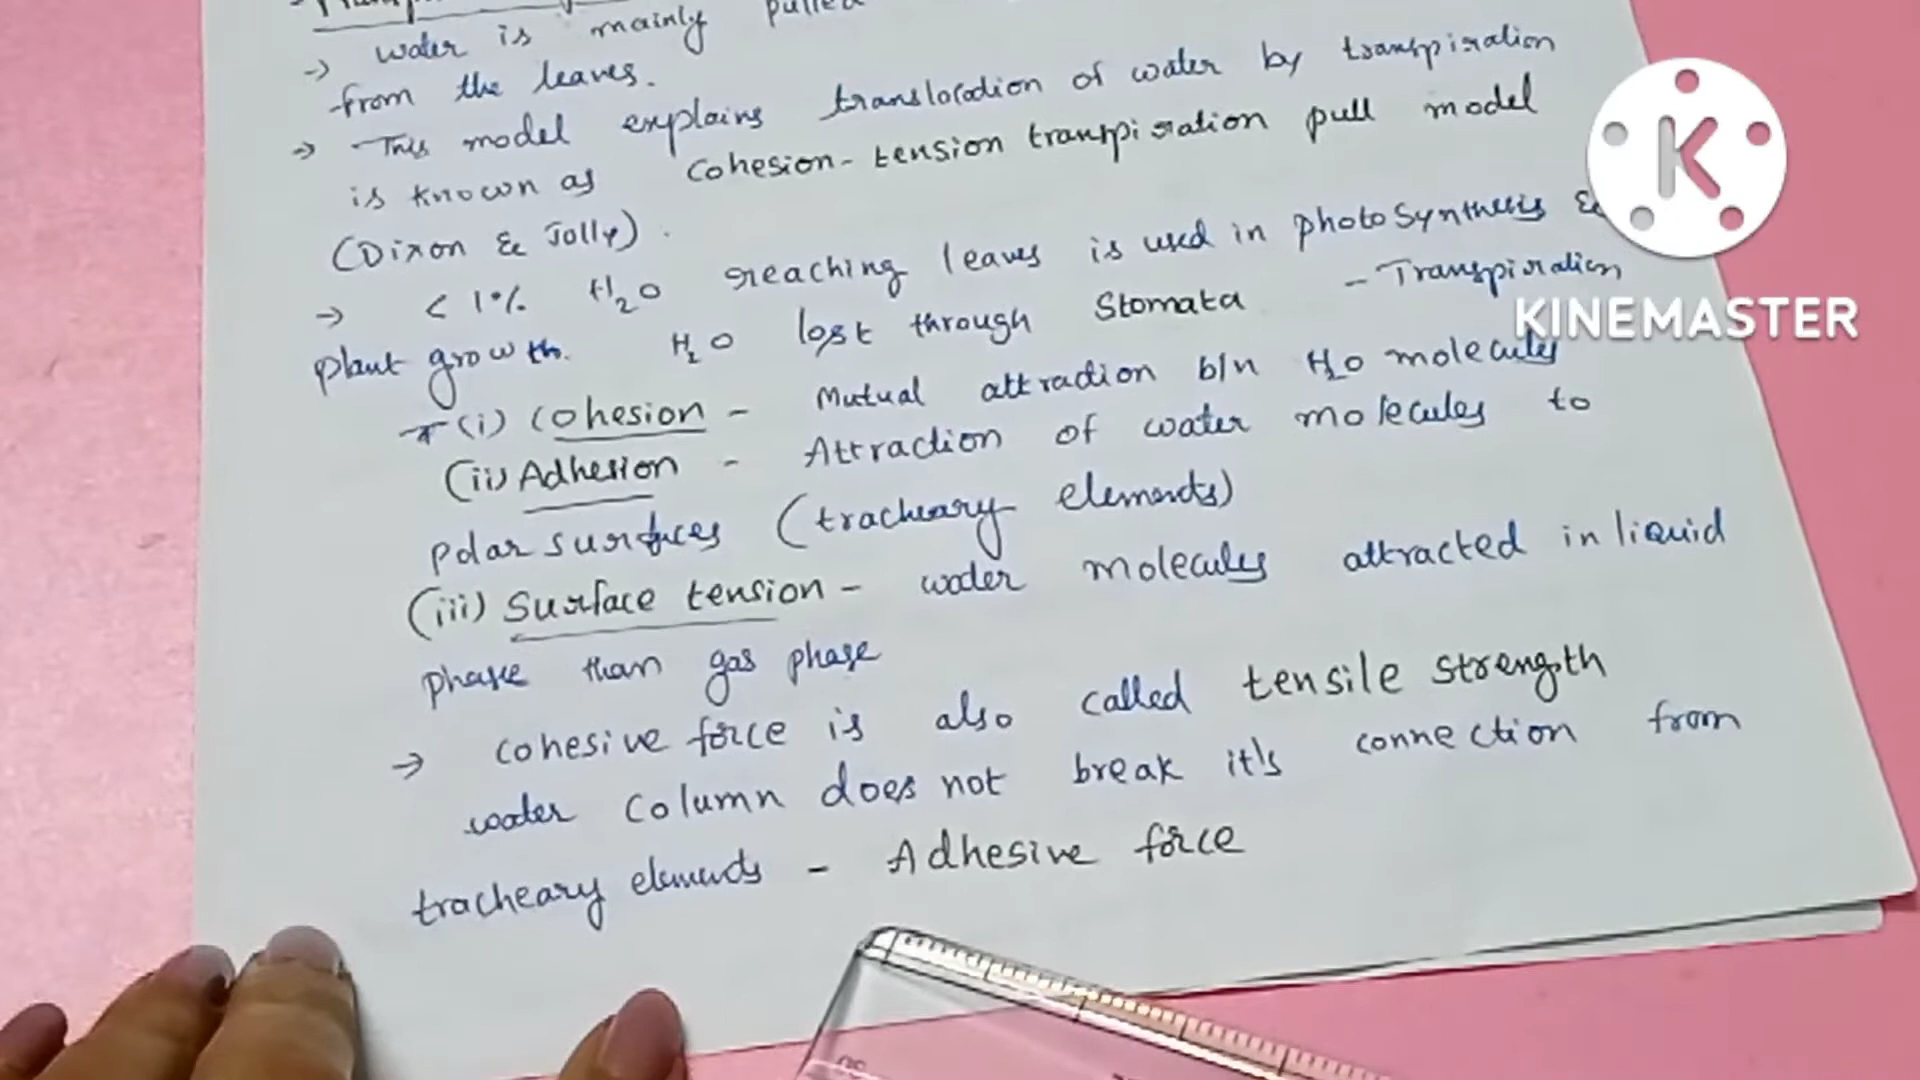 → water is mainly pulled
from the leaves.
→ This model explains translocation of water by transpiration
is known as Cohesion-tension transpiration pull model
(Dixon & Jolly).
→ < 1% H2O reaching leaves is used in photosynthesis &
plant growth. H2O lost through Stomata - Transpiration
(i) Cohesion - Mutual attraction b/n H2O molecules
(ii) Adhesion - Attraction of water molecules to
polar surfaces (tracheary elements)
(iii) Surface tension - water molecules attracted in liquid
phase than gas phase
→ cohesive force is also called tensile strength
water column does not break it's connection from
tracheary elements - Adhesive force
K
KINEMASTER